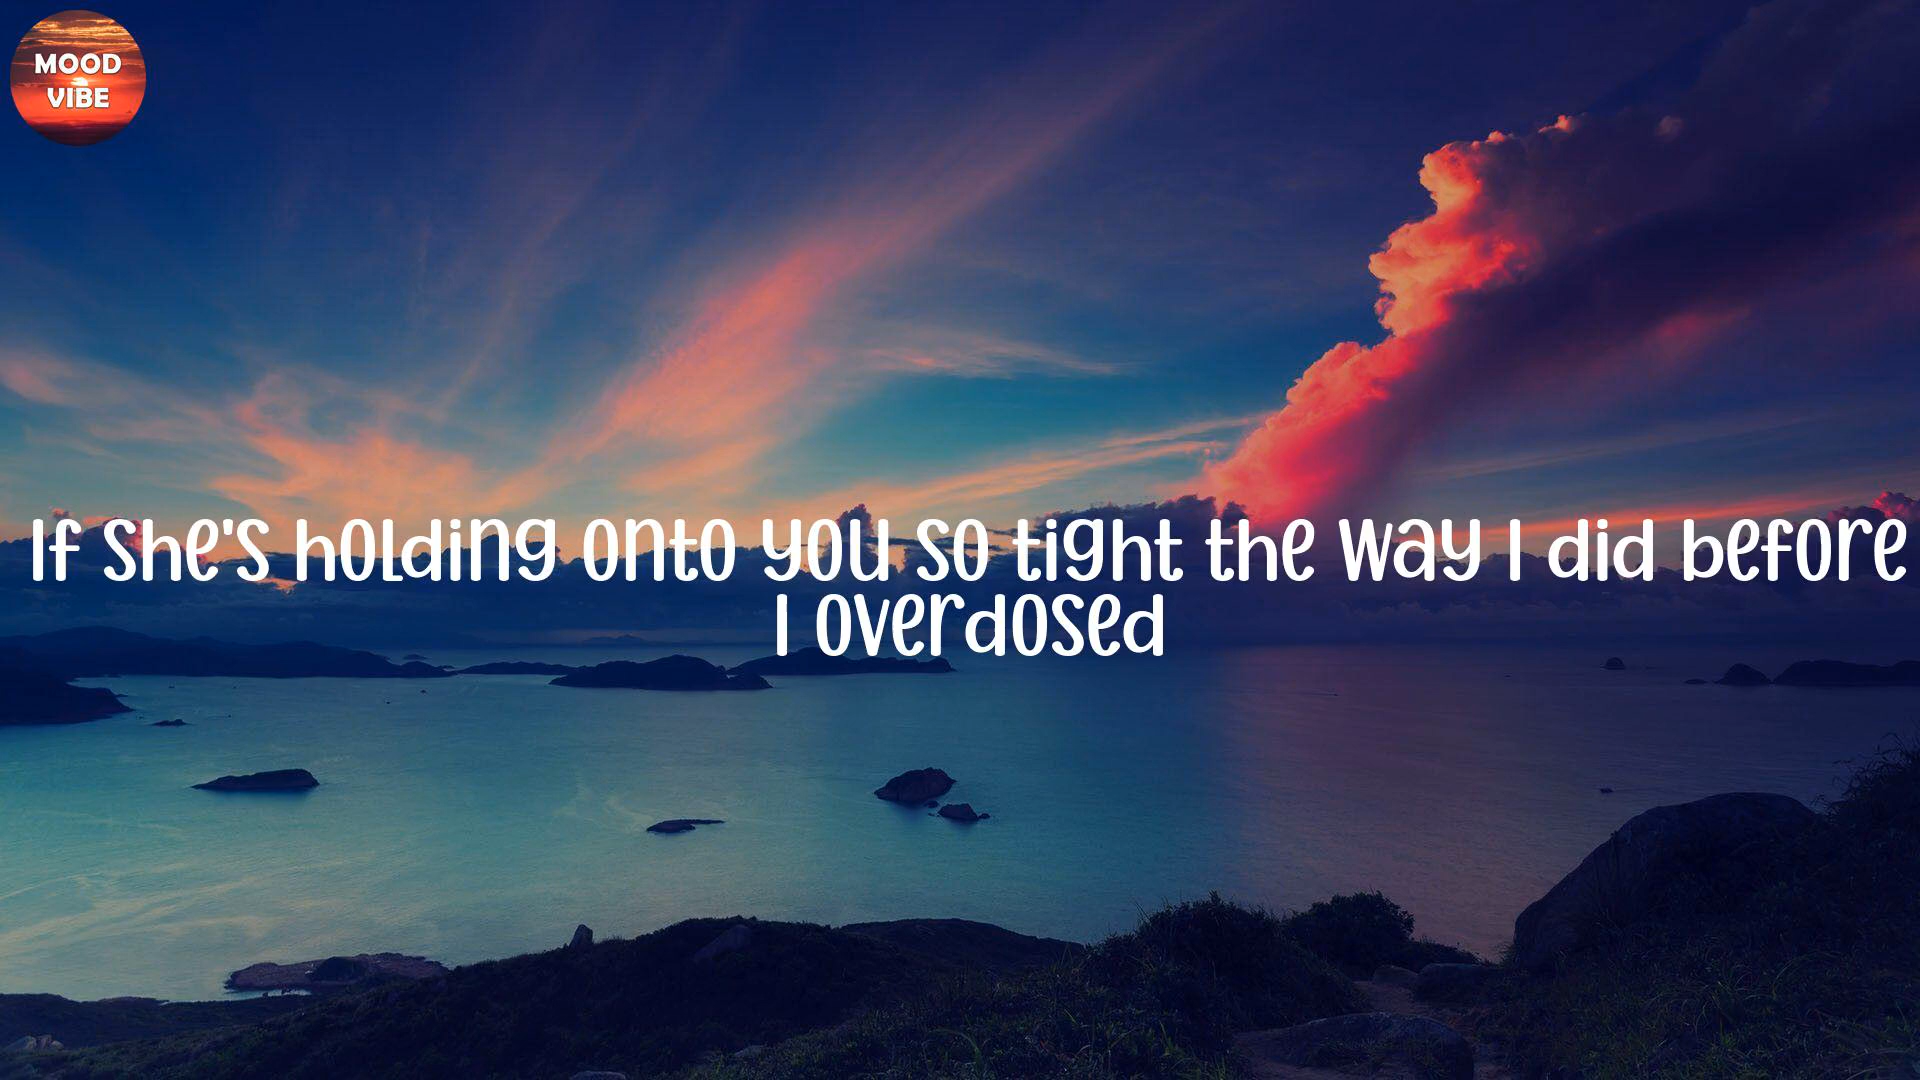 MOOD
VIBE
If she's holding onto you so tight the way I did before
I overdosed